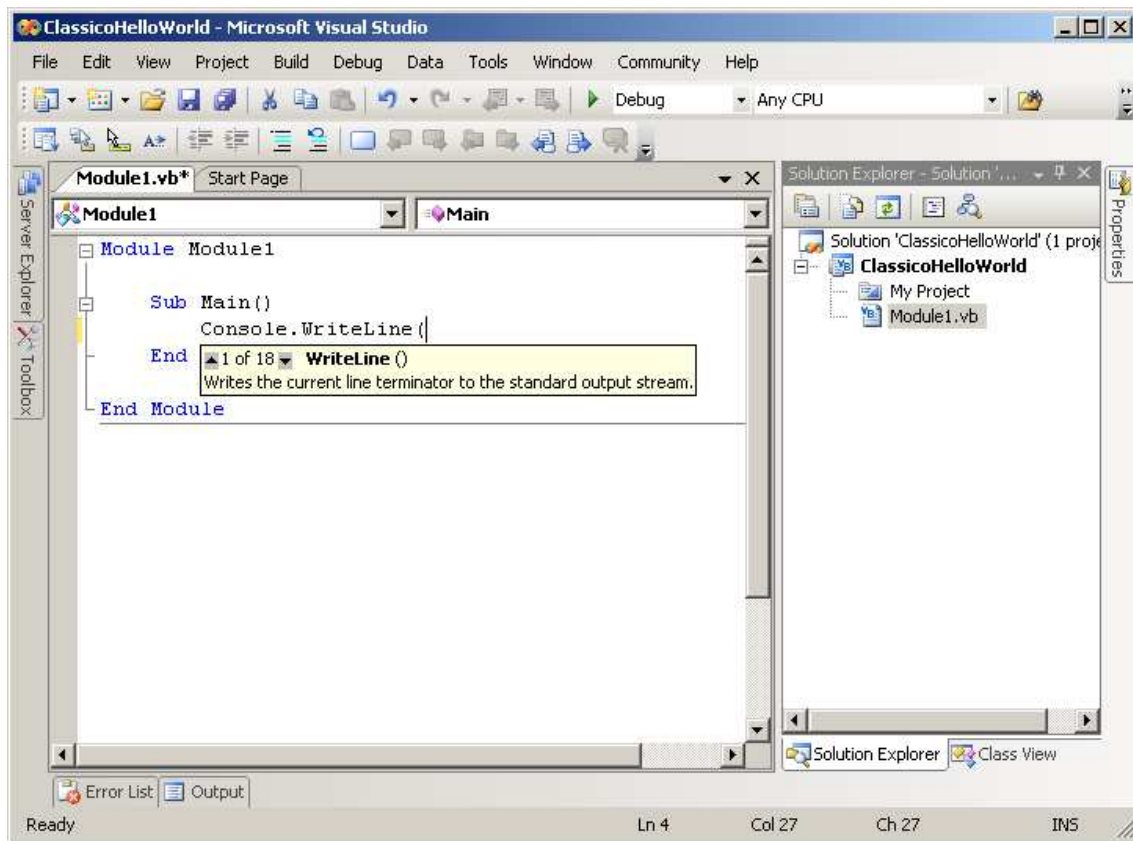 ClassicoHelloWorld - Microsoft Visual Studio
File Edit View Project Build Debug Data Tools Window Community Help
Debug Any CPU
Server Explorer
Toolbox
Module1.vb* Start Page
Module1 Main
Module Module1
Sub Main()
Console.WriteLine(
End
1 of 18 WriteLine ()
Writes the current line terminator to the standard output stream.
End Module
Solution Explorer - Solution '...
Solution 'ClassicoHelloWorld' (1 proje
ClassicoHelloWorld
My Project
Module1.vb
Properties
Solution Explorer Class View
Error List Output
Ready Ln 4 Col 27 Ch 27 INS